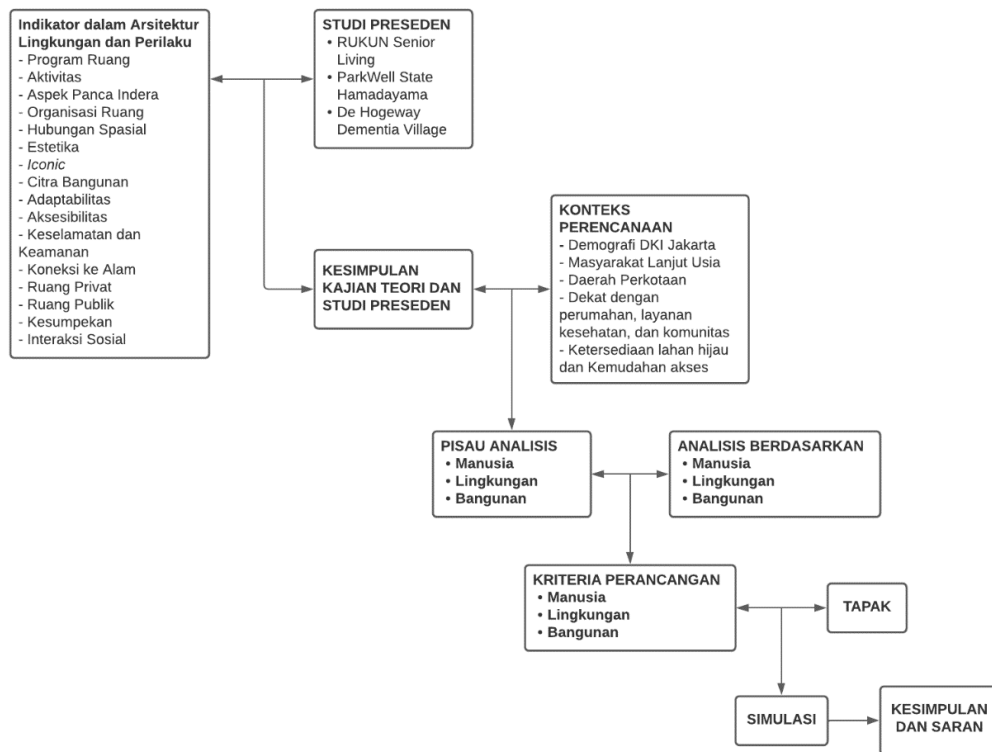 Indikator dalam Arsitektur
Lingkungan dan Perilaku
- Program Ruang
- Aktivitas
- Aspek Panca Indera
- Organisasi Ruang
- Hubungan Spasial
- Estetika
- Iconic
- Citra Bangunan
- Adaptabilitas
- Aksesibilitas
- Keselamatan dan
Keamanan
- Koneksi ke Alam
- Ruang Privat
- Ruang Publik
- Kesumpekan
- Interaksi Sosial
STUDI PRESEDEN
• RUKUN Senior
Living
• ParkWell State
Hamadayama
• De Hogeway
Dementia Village
KESIMPULAN
KAJIAN TEORI DAN
STUDI PRESEDEN
KONTEKS
PERENCANAAN
- Demografi DKI Jakarta
- Masyarakat Lanjut Usia
- Daerah Perkotaan
- Dekat dengan
perumahan, layanan
kesehatan, dan komunitas
- Ketersediaan lahan hijau
dan Kemudahan akses
PISAU ANALISIS
• Manusia
• Lingkungan
• Bangunan
ANALISIS BERDASARKAN
• Manusia
• Lingkungan
• Bangunan
KRITERIA PERANCANGAN
• Manusia
• Lingkungan
• Bangunan
TAPAK
SIMULASI
KESIMPULAN
DAN SARAN